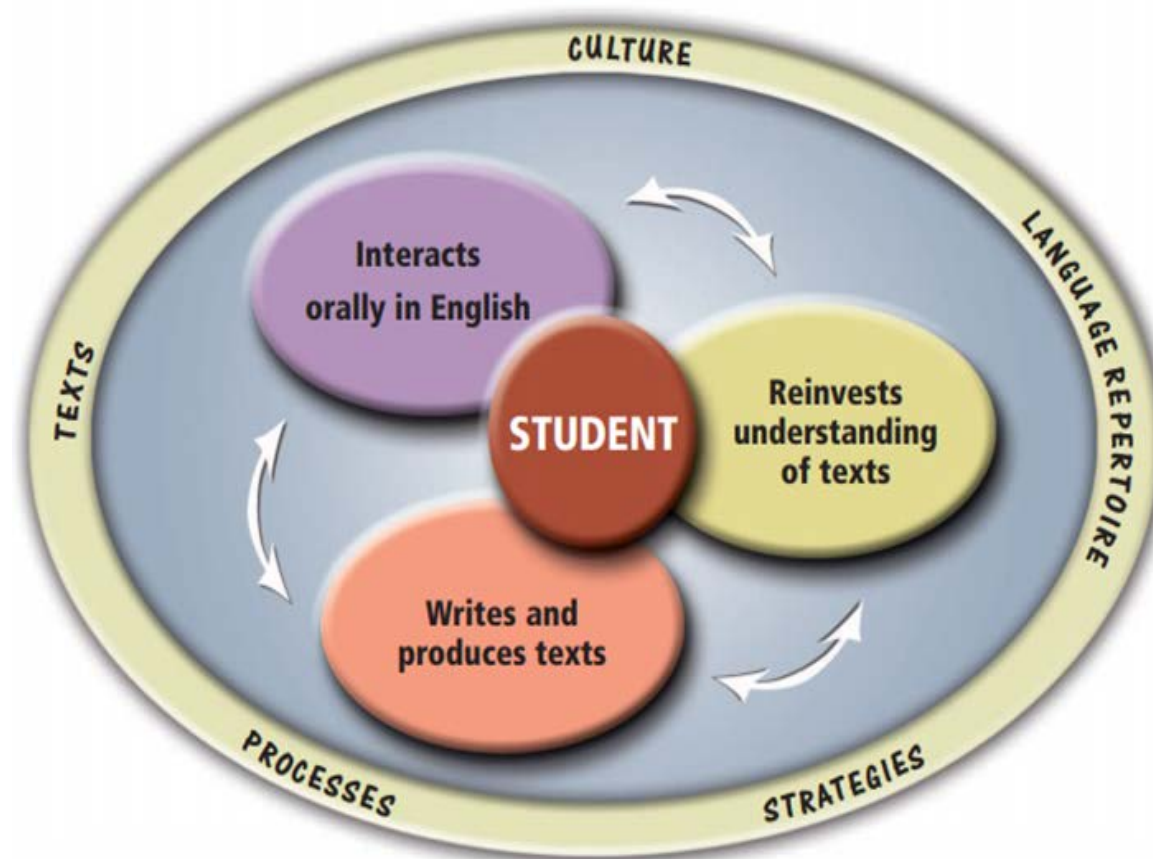 CULTURE
LANGUAGE REPERTOIRE
TEXTS
Interacts
orally in English
STUDENT
Reinvests
understanding
of texts
Writes and
produces texts
PROCESSES
STRATEGIES